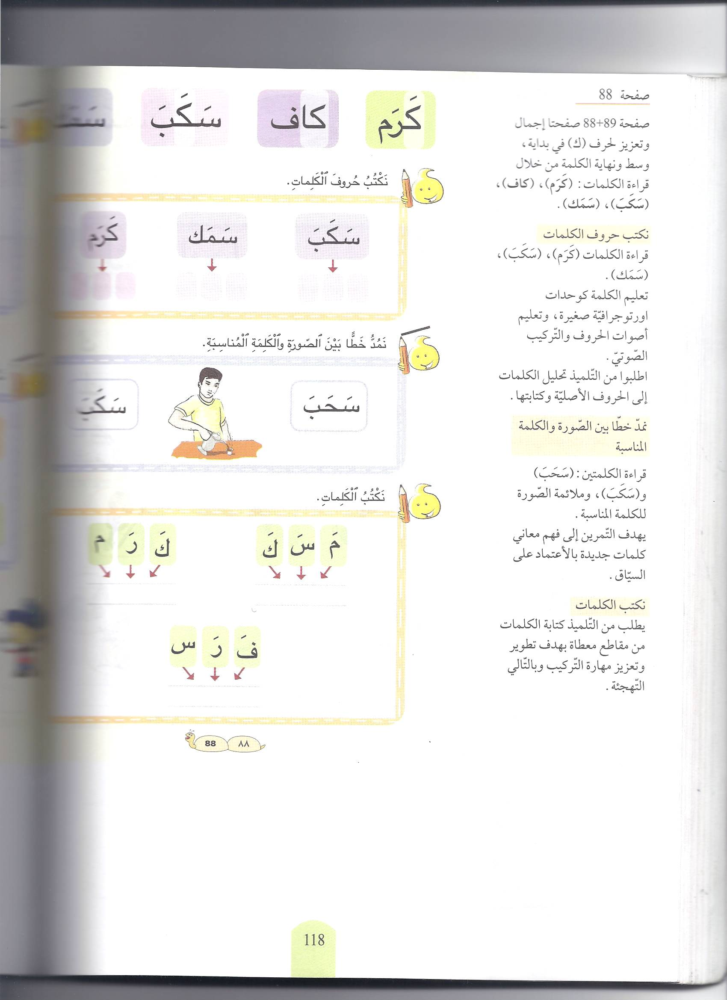 صفحة 88
صفحة 89+88 صفحتا إجمال
وتعزيز لحرف (ك) في بداية،
وسط ونهاية الكلمة من خلال
قراءة الكلمات: (كَرَم)، (كاف)،
(سَكَبَ)، (سَمَك).
نكتب حروف الكلمات
قراءة الكلمات (كَرَم)، (سَكَبَ)،
(سَمَك).
تعليم الكلمة كوحدات
اورتوجرافيّة صغيرة، وتعليم
أصوات الحروف والتّركيب
الصّوتيّ.
اطلبوا من التّلميذ تحليل الكلمات
إلى الحروف الأصليّة وكتابتها.
نمدّ خطّا بين الصّورة والكلمة
المناسبة
قراءة الكلمتين: (سَحَبَ)
و(سَكَبَ)، وملائمة الصّورة
للكلمة المناسبة.
يهدف التّمرين إلى فهم معاني
كلمات جديدة بالأعتماد على
السيّاق.
نكتب الكلمات
يطلب من التّلميذ كتابة الكلمات
من مقاطع معطاة بهدف تطوير
وتعزيز مهارة التّركيب وبالتّالي
التّهجئة.
كَرَم كاف سَكَبَ
نَكْتُبُ حُروفَ ٱلْكَلِماتِ.
سَكَبَ سَمَك كَرَم
نَمُدُّ خَطًّا بَيْنَ ٱلصّورَةِ وٱلْكَلِمَةِ ٱلْمُناسِبَةِ.
سَحَبَ سَكَبَ
نَكْتُبُ ٱلْكَلِماتِ.
مَ سَ كَ كَ رَ م
فَ رَ س
٨٨ 88
118